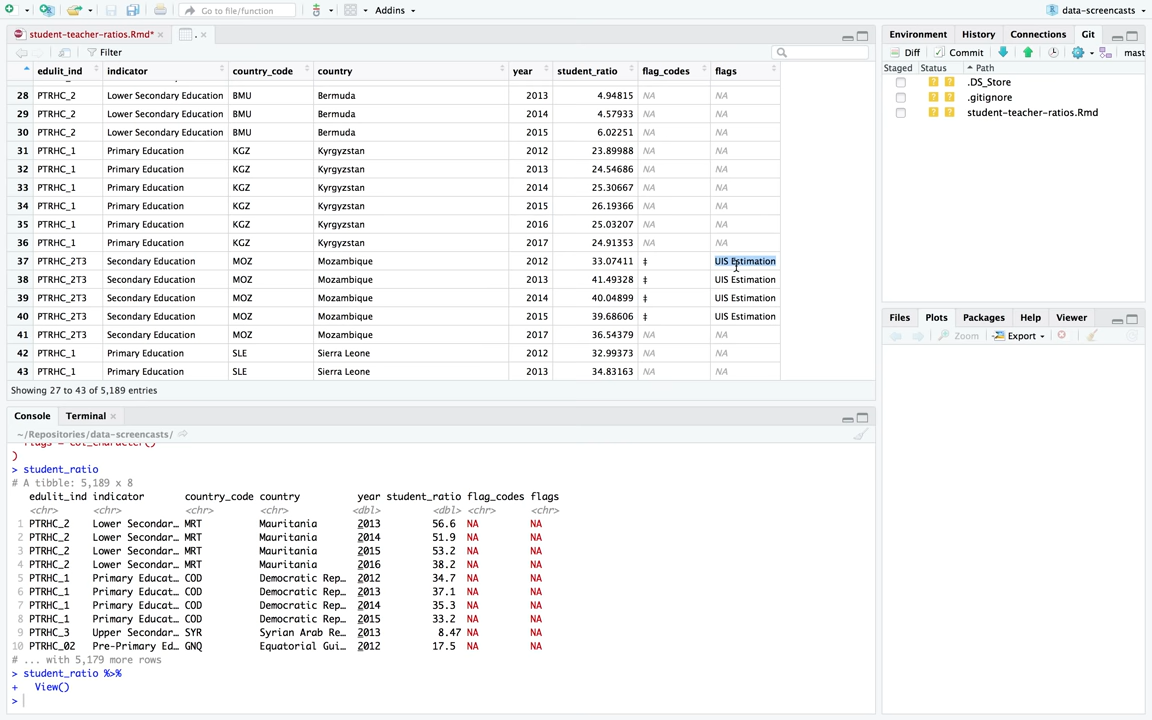 Go to file/function
Addins
data-screencasts
student-teacher-ratios.Rmd* ×
. ×
Filter
edulit_ind indicator country_code country year student_ratio flag_codes flags
28 PTRHC_2 Lower Secondary Education BMU Bermuda 2013 4.94815 NA NA
29 PTRHC_2 Lower Secondary Education BMU Bermuda 2014 4.57933 NA NA
30 PTRHC_2 Lower Secondary Education BMU Bermuda 2015 6.02251 NA NA
31 PTRHC_1 Primary Education KGZ Kyrgyzstan 2012 23.89988 NA NA
32 PTRHC_1 Primary Education KGZ Kyrgyzstan 2013 24.54686 NA NA
33 PTRHC_1 Primary Education KGZ Kyrgyzstan 2014 25.30667 NA NA
34 PTRHC_1 Primary Education KGZ Kyrgyzstan 2015 26.19366 NA NA
35 PTRHC_1 Primary Education KGZ Kyrgyzstan 2016 25.03207 NA NA
36 PTRHC_1 Primary Education KGZ Kyrgyzstan 2017 24.91353 NA NA
37 PTRHC_2T3 Secondary Education MOZ Mozambique 2012 33.07411 ‡ UIS Estimation
38 PTRHC_2T3 Secondary Education MOZ Mozambique 2013 41.49328 ‡ UIS Estimation
39 PTRHC_2T3 Secondary Education MOZ Mozambique 2014 40.04899 ‡ UIS Estimation
40 PTRHC_2T3 Secondary Education MOZ Mozambique 2015 39.68606 ‡ UIS Estimation
41 PTRHC_2T3 Secondary Education MOZ Mozambique 2017 36.54379 NA NA
42 PTRHC_1 Primary Education SLE Sierra Leone 2012 32.99373 NA NA
43 PTRHC_1 Primary Education SLE Sierra Leone 2013 34.83163 NA NA
Showing 27 to 43 of 5,189 entries
Console Terminal ×
~/Repositories/data-screencasts/
flags = col_character()
)
> student_ratio
# A tibble: 5,189 x 8
edulit_ind indicator country_code country year student_ratio flag_codes flags
<chr> <chr> <chr> <chr> <dbl> <dbl> <chr> <chr>
1 PTRHC_2 Lower Secondar… MRT Mauritania 2013 56.6 NA NA
2 PTRHC_2 Lower Secondar… MRT Mauritania 2014 51.9 NA NA
3 PTRHC_2 Lower Secondar… MRT Mauritania 2015 53.2 NA NA
4 PTRHC_2 Lower Secondar… MRT Mauritania 2016 38.2 NA NA
5 PTRHC_1 Primary Educat… COD Democratic Rep… 2012 34.7 NA NA
6 PTRHC_1 Primary Educat… COD Democratic Rep… 2013 37.1 NA NA
7 PTRHC_1 Primary Educat… COD Democratic Rep… 2014 35.3 NA NA
8 PTRHC_1 Primary Educat… COD Democratic Rep… 2015 33.2 NA NA
9 PTRHC_3 Upper Secondar… SYR Syrian Arab Re… 2013 8.47 NA NA
10 PTRHC_02 Pre-Primary Ed… GNQ Equatorial Gui… 2012 17.5 NA NA
# ... with 5,179 more rows
> student_ratio %>%
+ View()
>
Environment History Connections Git
Diff Commit mast
Staged Status Path
.DS_Store
.gitignore
student-teacher-ratios.Rmd
Files Plots Packages Help Viewer
Zoom Export